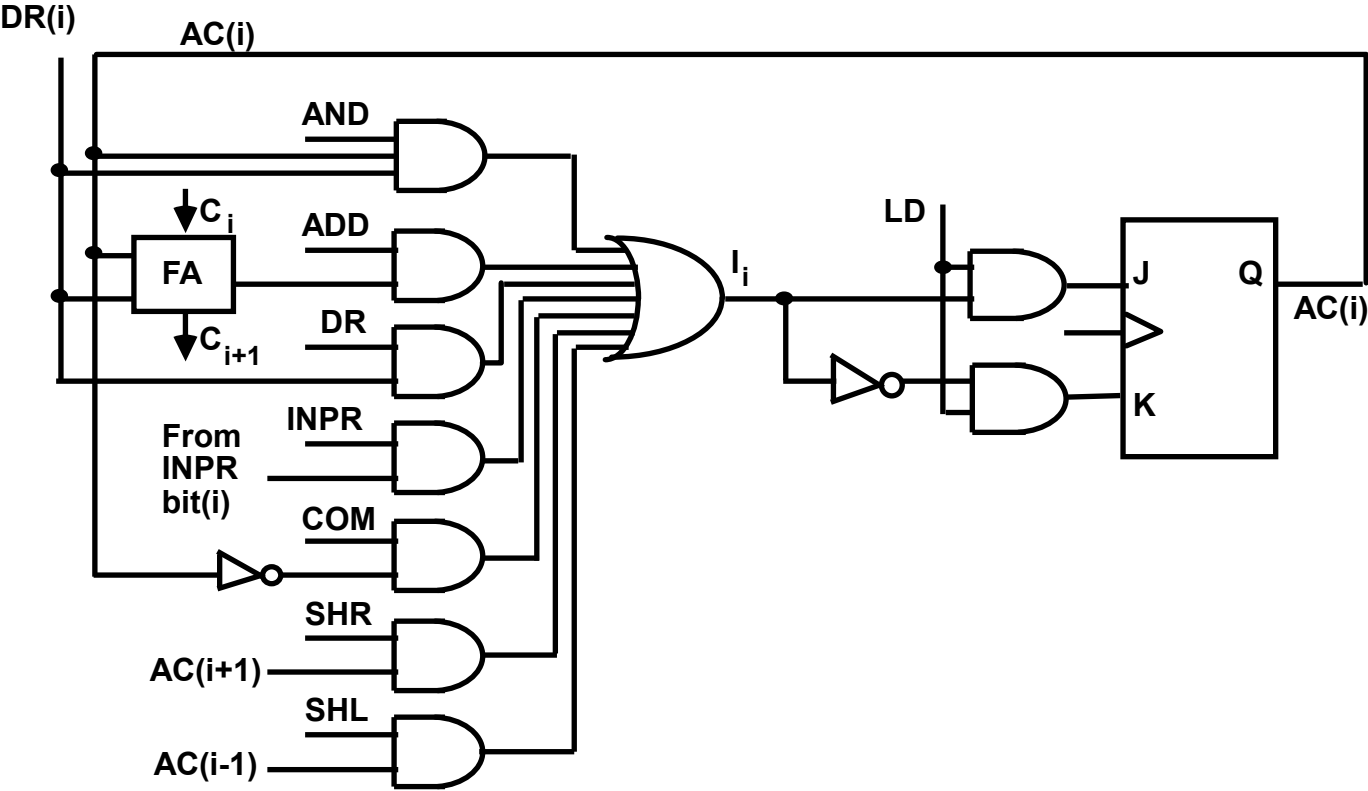 DR(i)
AC(i)
AND
C i
ADD
LD
FA
I i
J
Q
AC(i)
DR
C i+1
K
INPR
From
INPR
bit(i)
COM
SHR
AC(i+1)
SHL
AC(i-1)